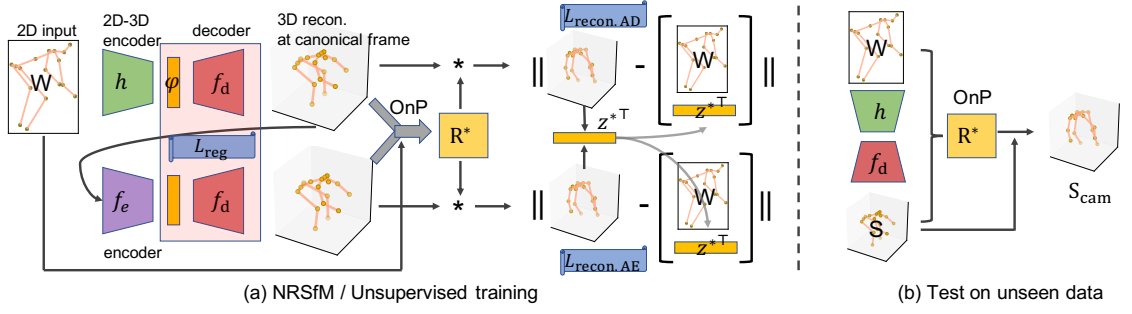 2D input
W
2D-3D
encoder
h
φ
decoder
f_d
3D recon.
at canonical frame
L_reg
f_e
encoder
f_d
OnP
R*
*
*
L_recon. AD
|| - [ W z*⊤ ] ||
z*⊤
|| - [ W z*⊤ ] ||
L_recon. AE
(a) NRSfM / Unsupervised training
W
h
f_d
S
OnP
R*
S_cam
(b) Test on unseen data